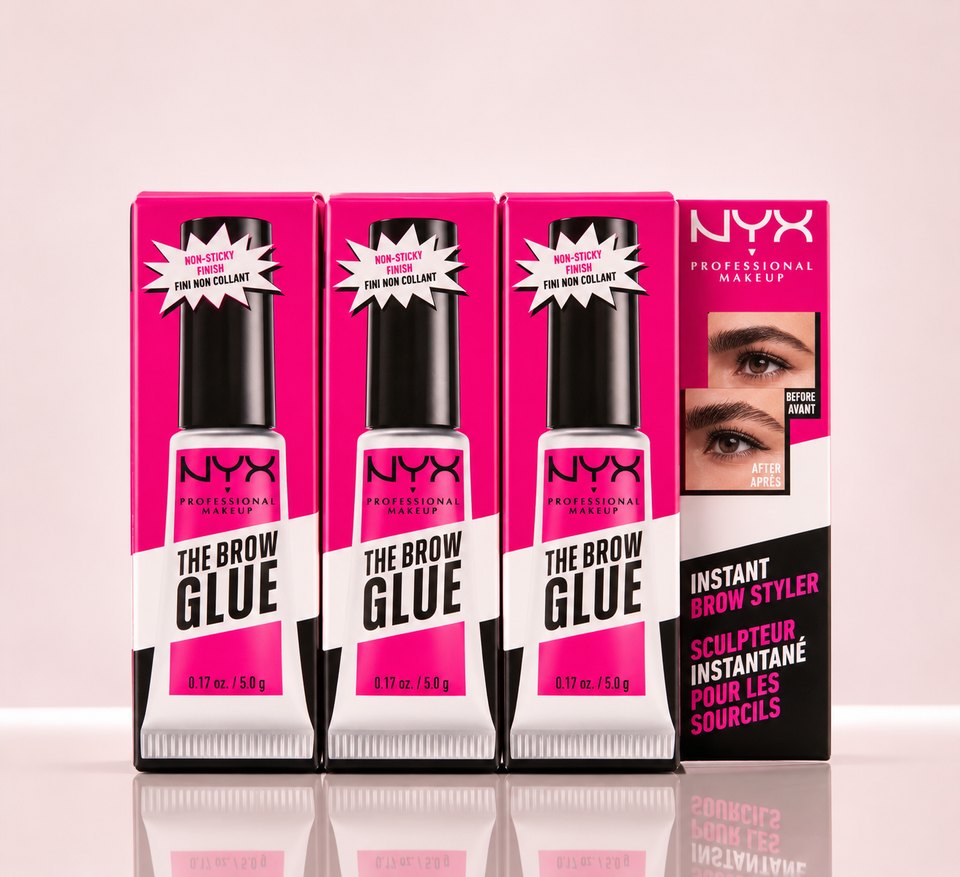 NON-STICKY
FINISH
FINI NON COLLANT
NYX
PROFESSIONAL
MAKEUP
THE BROW
GLUE
0.17 oz. / 5.0 g
NON-STICKY
FINISH
FINI NON COLLANT
NYX
PROFESSIONAL
MAKEUP
THE BROW
GLUE
0.17 oz. / 5.0 g
NON-STICKY
FINISH
FINI NON COLLANT
NYX
PROFESSIONAL
MAKEUP
THE BROW
GLUE
0.17 oz. / 5.0 g
NYX
PROFESSIONAL
MAKEUP
BEFORE
AVANT
AFTER
APRÉS
INSTANT
BROW STYLER
SCULPTEUR
INSTANTANÉ
POUR LES
SOURCILS